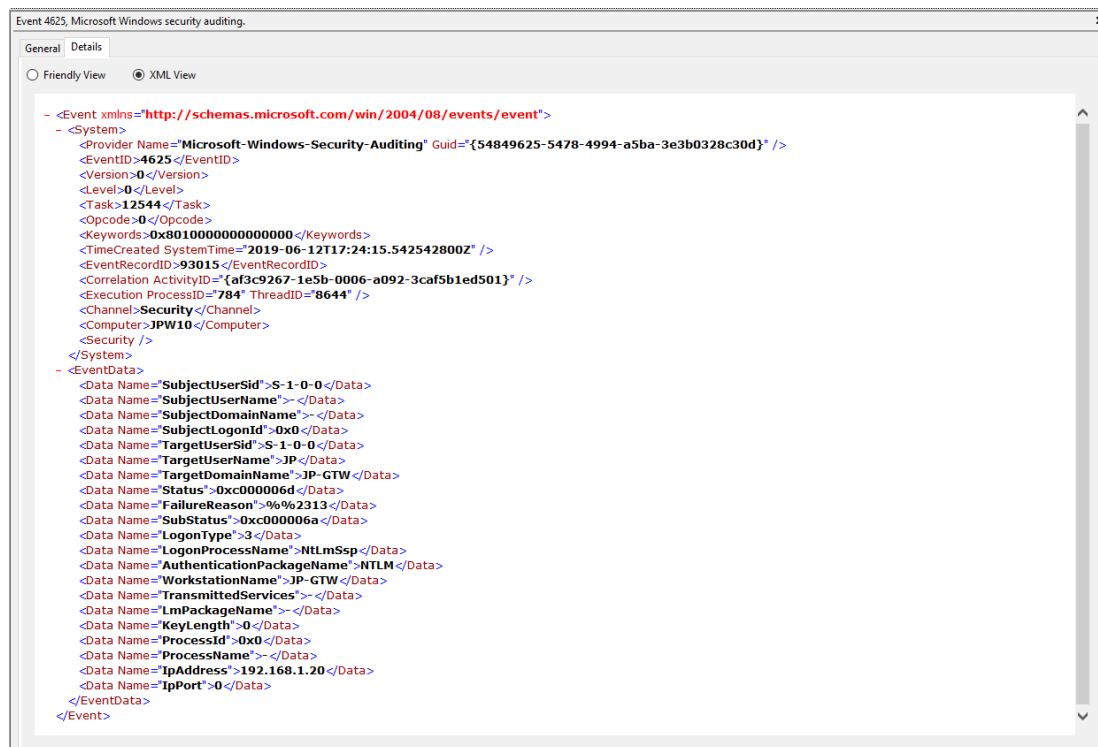 Event 4625, Microsoft Windows security auditing.
General Details
Friendly View XML View
- <Event xmlns="http://schemas.microsoft.com/win/2004/08/events/event">
- <System>
<Provider Name="Microsoft-Windows-Security-Auditing" Guid="{54849625-5478-4994-a5ba-3e3b0328c30d}" />
<EventID>4625</EventID>
<Version>0</Version>
<Level>0</Level>
<Task>12544</Task>
<Opcode>0</Opcode>
<Keywords>0x8010000000000000</Keywords>
<TimeCreated SystemTime="2019-06-12T17:24:15.542542800Z" />
<EventRecordID>93015</EventRecordID>
<Correlation ActivityID="{af3c9267-1e5b-0006-a092-3caf5b1ed501}" />
<Execution ProcessID="784" ThreadID="8644" />
<Channel>Security</Channel>
<Computer>JPW10</Computer>
<Security />
</System>
- <EventData>
<Data Name="SubjectUserSid">S-1-0-0</Data>
<Data Name="SubjectUserName">-</Data>
<Data Name="SubjectDomainName">-</Data>
<Data Name="SubjectLogonId">0x0</Data>
<Data Name="TargetUserSid">S-1-0-0</Data>
<Data Name="TargetUserName">JP</Data>
<Data Name="TargetDomainName">JP-GTW</Data>
<Data Name="Status">0xc000006d</Data>
<Data Name="FailureReason">%%2313</Data>
<Data Name="SubStatus">0xc000006a</Data>
<Data Name="LogonType">3</Data>
<Data Name="LogonProcessName">NtLmSsp</Data>
<Data Name="AuthenticationPackageName">NTLM</Data>
<Data Name="WorkstationName">JP-GTW</Data>
<Data Name="TransmittedServices">-</Data>
<Data Name="LmPackageName">-</Data>
<Data Name="KeyLength">0</Data>
<Data Name="ProcessId">0x0</Data>
<Data Name="ProcessName">-</Data>
<Data Name="IpAddress">192.168.1.20</Data>
<Data Name="IpPort">0</Data>
</EventData>
</Event>